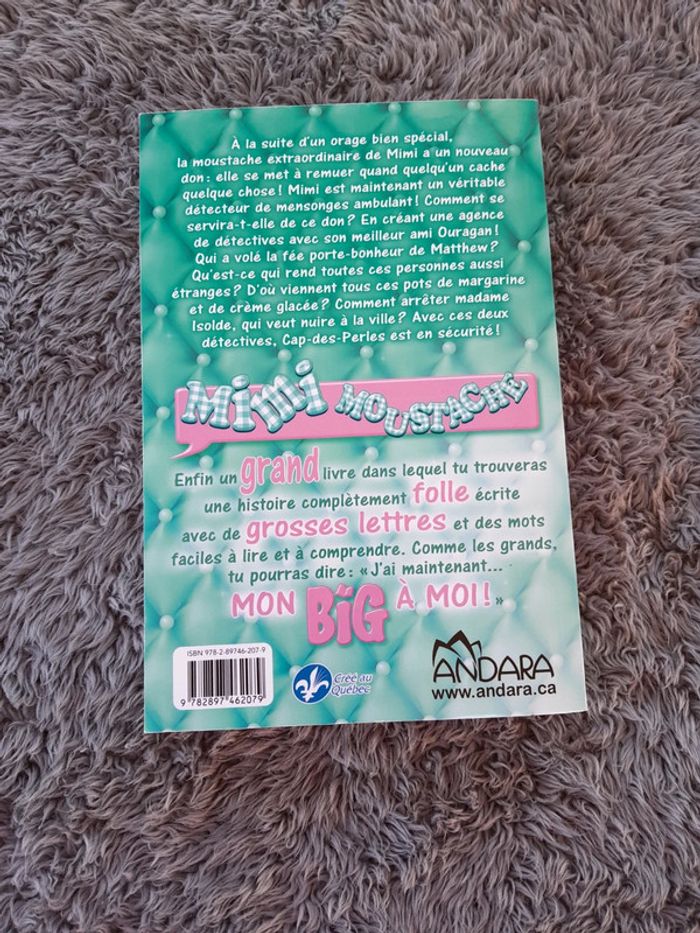 À la suite d'un orage bien spécial,
la moustache extraordinaire de Mimi a un nouveau
don : elle se met à remuer quand quelqu'un cache
quelque chose ! Mimi est maintenant un véritable
détecteur de mensonges ambulant ! Comment se
servira-t-elle de ce don ? En créant une agence
de détectives avec son meilleur ami Ouragan !
Qui a volé la fée porte-bonheur de Matthew ?
Qu'est-ce qui rend toutes ces personnes aussi
étranges ? D'où viennent tous ces pots de margarine
et de crème glacée ? Comment arrêter madame
Isolde, qui veut nuire à la ville ? Avec ces deux
détectives, Cap-des-Perles est en sécurité !
Mimi MOUSTACHE
Enfin un grand livre dans lequel tu trouveras
une histoire complètement folle écrite
avec de grosses lettres et des mots
faciles à lire et à comprendre. Comme les grands,
tu pourras dire : « J'ai maintenant...
MON BiG À MOI ! »
ISBN 978-2-89746-207-9
9 782897 462079
Créé au
Québec
ANDARA
www.andara.ca